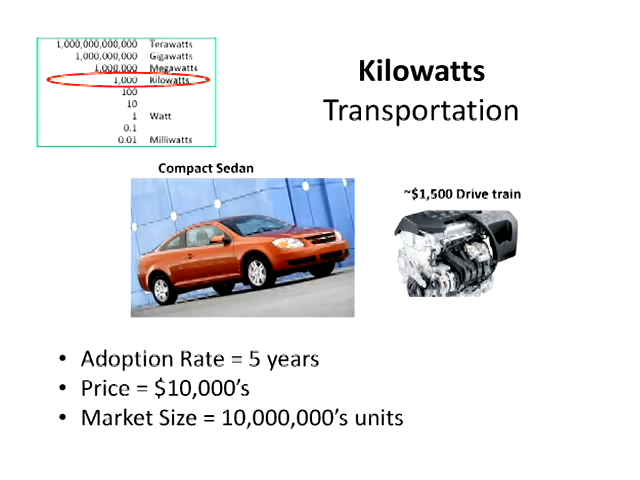 1,000,000,000,000 Terawatts
1,000,000,000 Gigawatts
1,000,000 Megawatts
1,000 Kilowatts
100
10
1 Watt
0.1
0.01 Milliwatts
Kilowatts
Transportation
Compact Sedan
~$1,500 Drive train
• Adoption Rate = 5 years
• Price = $10,000’s
• Market Size = 10,000,000’s units